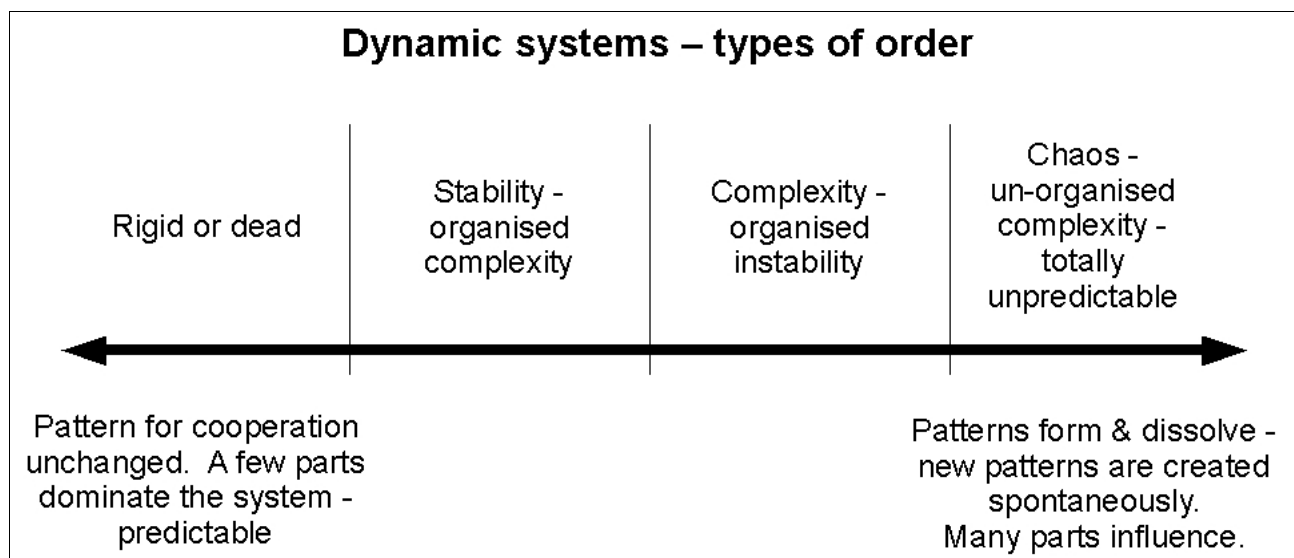 Dynamic systems – types of order
Rigid or dead
Stability -
organised
complexity
Complexity -
organised
instability
Chaos -
un-organised
complexity -
totally
unpredictable
Pattern for cooperation
unchanged.  A few parts
dominate the system -
predictable
Patterns form & dissolve -
new patterns are created
spontaneously.
Many parts influence.